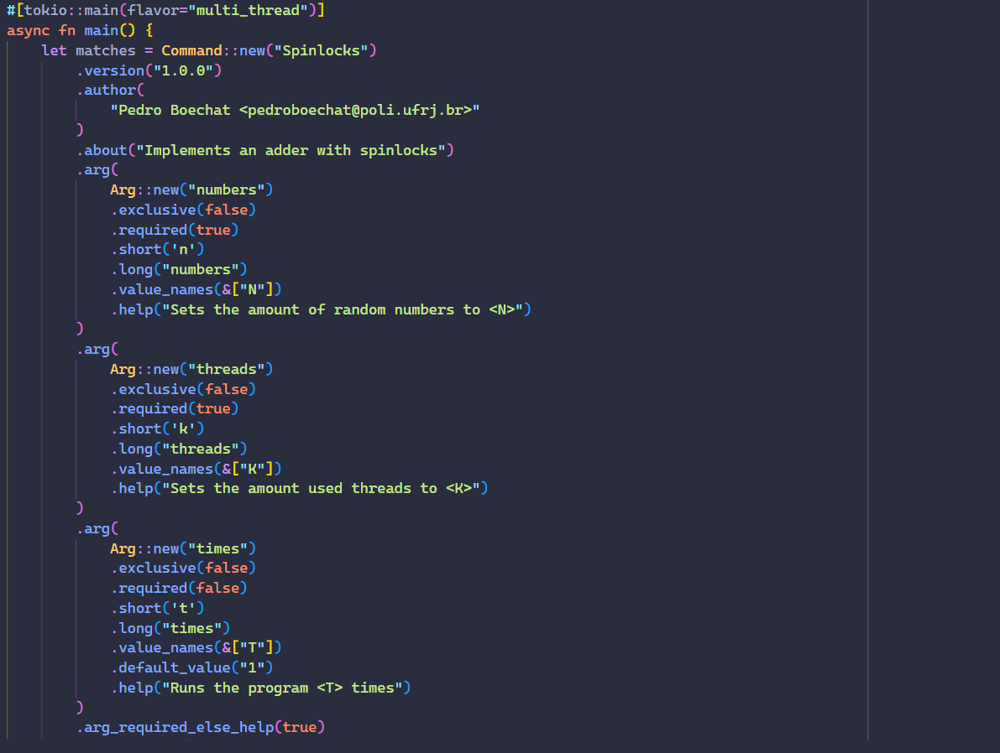 #[tokio::main(flavor="multi_thread")]
async fn main() {
    let matches = Command::new("Spinlocks")
        .version("1.0.0")
        .author(
            "Pedro Boechat <pedroboechat@poli.ufrj.br>"
        )
        .about("Implements an adder with spinlocks")
        .arg(
            Arg::new("numbers")
            .exclusive(false)
            .required(true)
            .short('n')
            .long("numbers")
            .value_names(&["N"])
            .help("Sets the amount of random numbers to <N>")
        )
        .arg(
            Arg::new("threads")
            .exclusive(false)
            .required(true)
            .short('k')
            .long("threads")
            .value_names(&["K"])
            .help("Sets the amount used threads to <K>")
        )
        .arg(
            Arg::new("times")
            .exclusive(false)
            .required(false)
            .short('t')
            .long("times")
            .value_names(&["T"])
            .default_value("1")
            .help("Runs the program <T> times")
        )
        .arg_required_else_help(true)